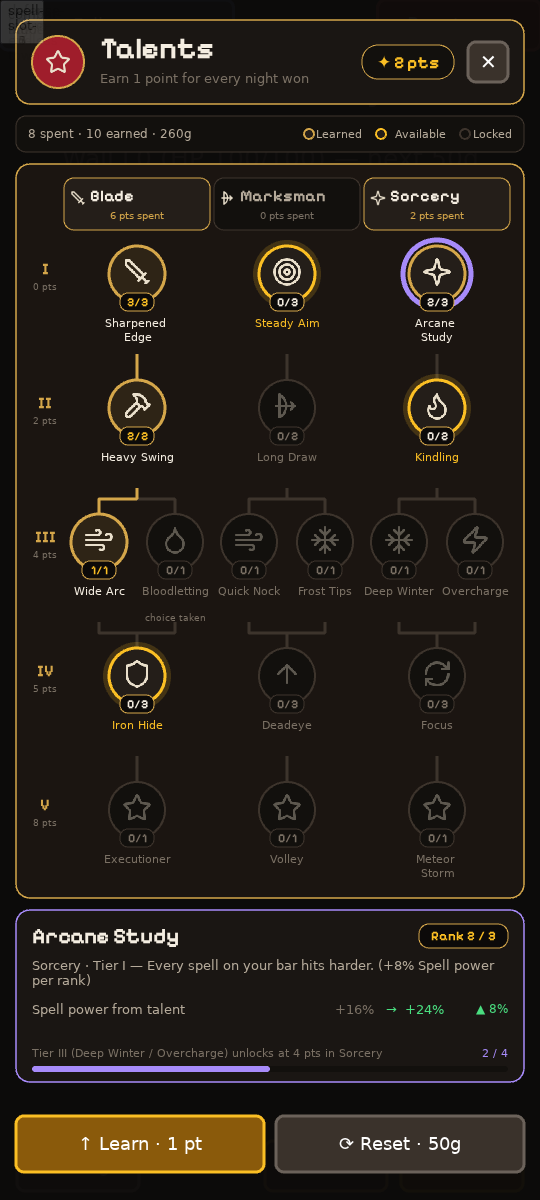 spell-
slot-
Talents
Earn 1 point for every night won
✦ 2 pts
✕
8 spent · 10 earned · 260g
Learned
Available
Locked
Blade
6 pts spent
Marksman
0 pts spent
Sorcery
2 pts spent
I
0 pts
3/3
0/3
2/3
Sharpened
Edge
Steady Aim
Arcane
Study
II
2 pts
2/2
0/2
0/2
Heavy Swing
Long Draw
Kindling
III
4 pts
1/1
0/1
0/1
0/1
0/1
0/1
Wide Arc
Bloodletting
Quick Nock
Frost Tips
Deep Winter
Overcharge
choice taken
IV
5 pts
0/3
0/3
0/3
Iron Hide
Deadeye
Focus
V
8 pts
0/1
0/1
0/1
Executioner
Volley
Meteor
Storm
Arcane Study
Rank 2 / 3
Sorcery · Tier I — Every spell on your bar hits harder. (+8% Spell power
per rank)
Spell power from talent
+16% → +24% ▲ 8%
Tier III (Deep Winter / Overcharge) unlocks at 4 pts in Sorcery
2 / 4
↑ Learn · 1 pt
⟳ Reset · 50g